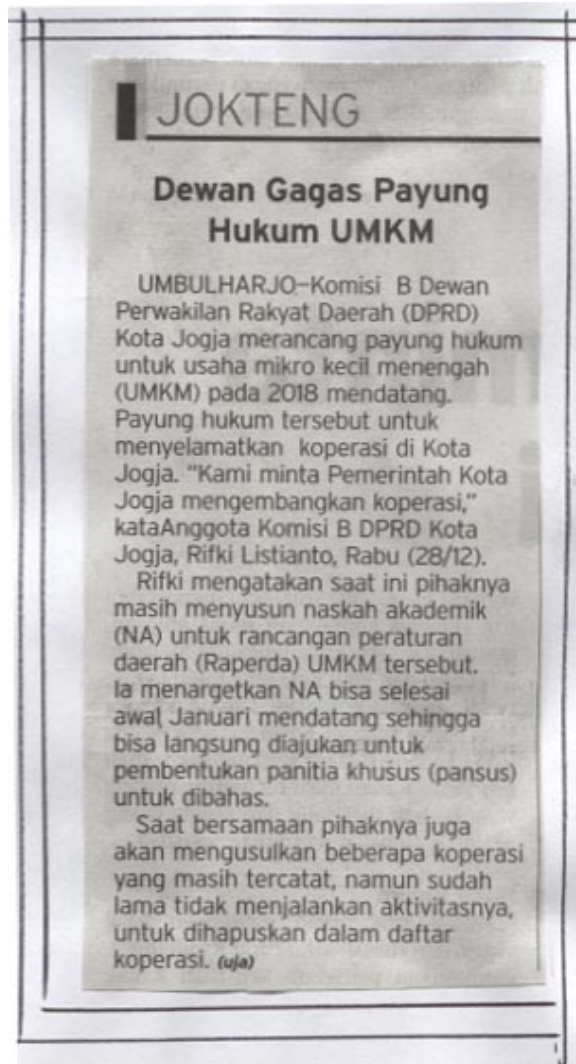 JOKTENG
Dewan Gagas Payung
Hukum UMKM
UMBULHARJO–Komisi B Dewan
Perwakilan Rakyat Daerah (DPRD)
Kota Jogja merancang payung hukum
untuk usaha mikro kecil menengah
(UMKM) pada 2018 mendatang.
Payung hukum tersebut untuk
menyelamatkan koperasi di Kota
Jogja. “Kami minta Pemerintah Kota
Jogja mengembangkan koperasi,”
kataAnggota Komisi B DPRD Kota
Jogja, Rifki Listianto, Rabu (28/12).
Rifki mengatakan saat ini pihaknya
masih menyusun naskah akademik
(NA) untuk rancangan peraturan
daerah (Raperda) UMKM tersebut.
Ia menargetkan NA bisa selesai
awal Januari mendatang sehingga
bisa langsung diajukan untuk
pembentukan panitia khusus (pansus)
untuk dibahas.
Saat bersamaan pihaknya juga
akan mengusulkan beberapa koperasi
yang masih tercatat, namun sudah
lama tidak menjalankan aktivitasnya,
untuk dihapuskan dalam daftar
koperasi. (uja)